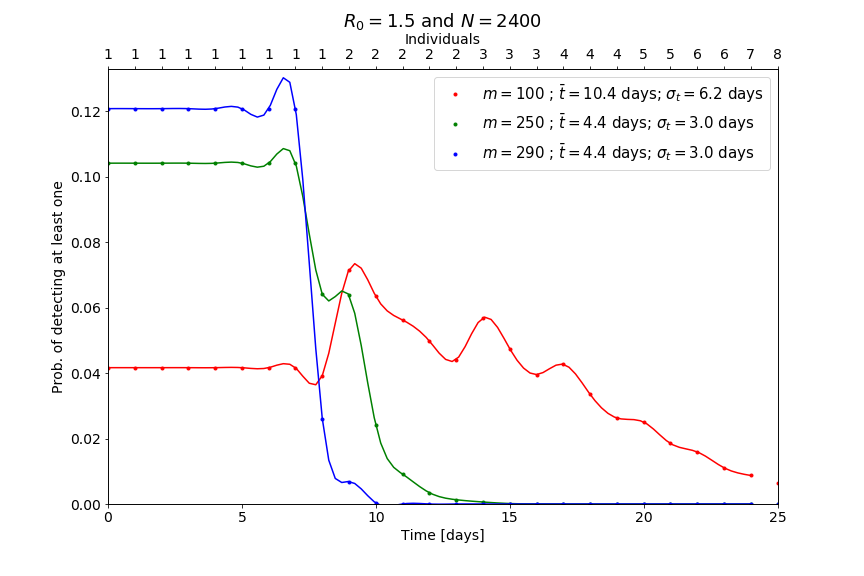 R₀ = 1.5 and N = 2400
Individuals
1 1 1 1 1 1 1 1 1 2 2 2 2 2 3 3 3 4 4 4 5 5 6 6 7 8
m = 100 ; t̄ = 10.4 days; σₜ = 6.2 days
m = 250 ; t̄ = 4.4 days; σₜ = 3.0 days
m = 290 ; t̄ = 4.4 days; σₜ = 3.0 days
Prob. of detecting at least one
0.12
0.10
0.08
0.06
0.04
0.02
0.00
0 5 10 15 20 25
Time [days]